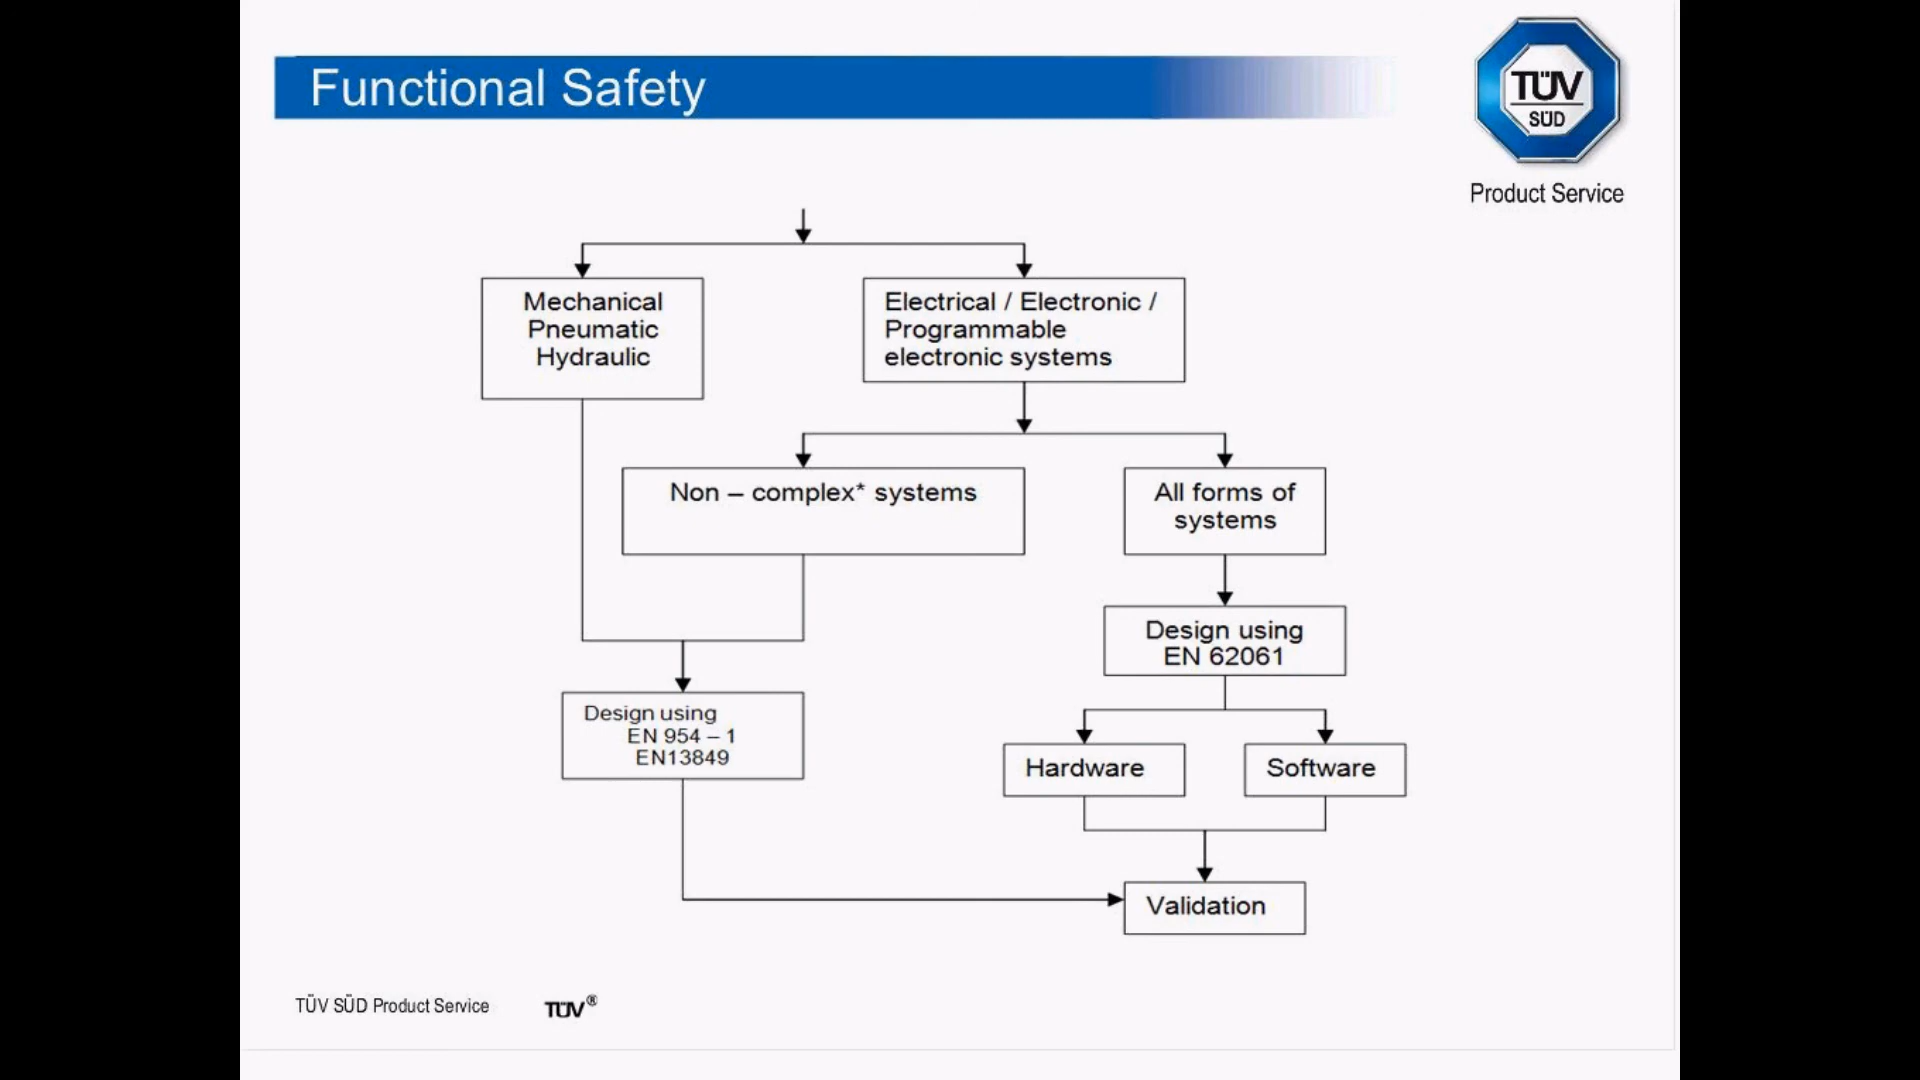 Functional Safety
TÜV
SÜD
Product Service
Mechanical
Pneumatic
Hydraulic
Electrical / Electronic /
Programmable
electronic systems
Non – complex* systems
All forms of
systems
Design using
EN 62061
Design using
EN 954 – 1
EN13849
Hardware
Software
Validation
TÜV SÜD Product Service
TÜV®